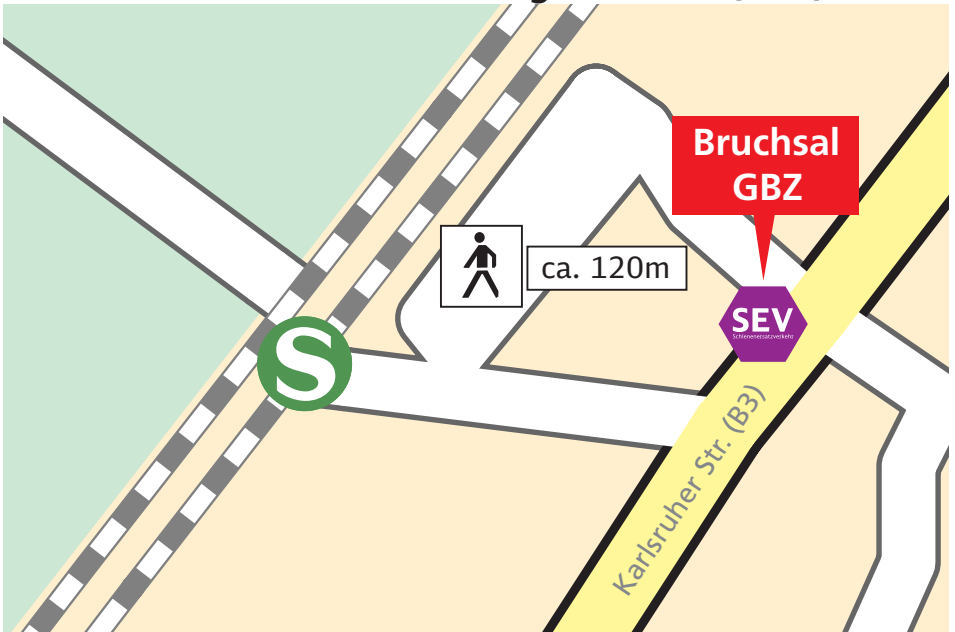 Bruchsal
GBZ
ca. 120m
SEV
Schienenersatzverkehr
S
Karlsruher Str. (B3)